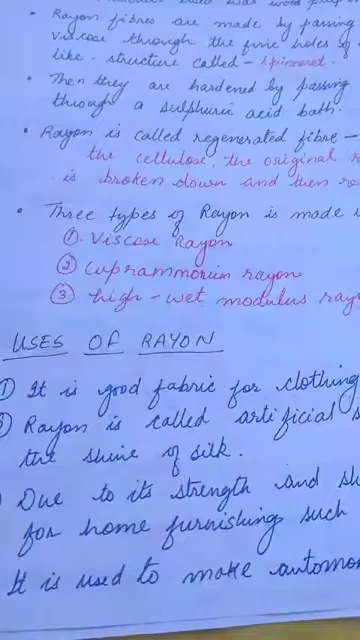 used was wood
• Rayon fibres are made by passing
viscose through the fine holes of
like structure called - spinneret.
• Then they are hardened by passing
through a sulphuric acid bath.
• Rayon is called regenerated fibre -
the cellulose, the original
is broken down and then
• Three types of Rayon is made
① Viscose Rayon
② Cuprammonium rayon
③ high - wet modulus
USES OF RAYON
① It is good fabric for clothing
Rayon is called artificial
the shine of silk.
Due to its strength and
for home furnishing such
It is used to make